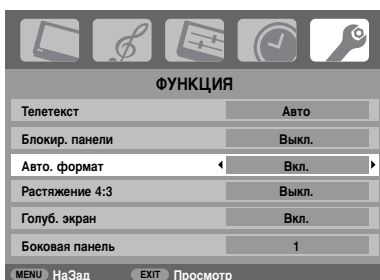 ФУНКЦИЯ
Телетекст Авто
Блокир. панели Выкл.
Авто. формат Вкл.
Растяжение 4:3 Выкл.
Голуб. экран Вкл.
Боковая панель 1
MENU НаЗад EXIT Просмотр